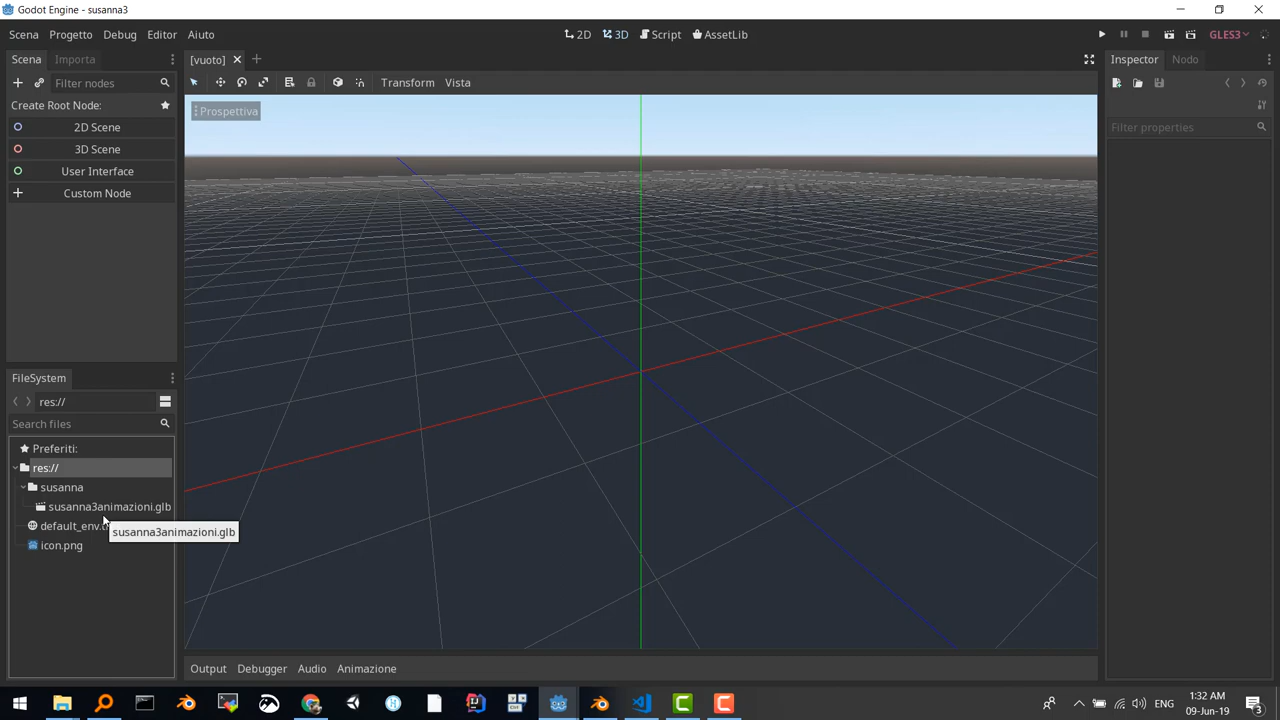 Godot Engine - susanna3
Scena Progetto Debug Editor Aiuto
2D 3D Script AssetLib
GLES3
Scena Importa
Filter nodes
Create Root Node:
2D Scene
3D Scene
User Interface
Custom Node
[vuoto]
Transform Vista
Prospettiva
Inspector Nodo
Filter properties
FileSystem
res://
Search files
Preferiti:
res://
susanna
susanna3animazioni.glb
default_env.
susanna3animazioni.glb
icon.png
Output Debugger Audio Animazione
ENG
1:32 AM
09-Jun-19
3